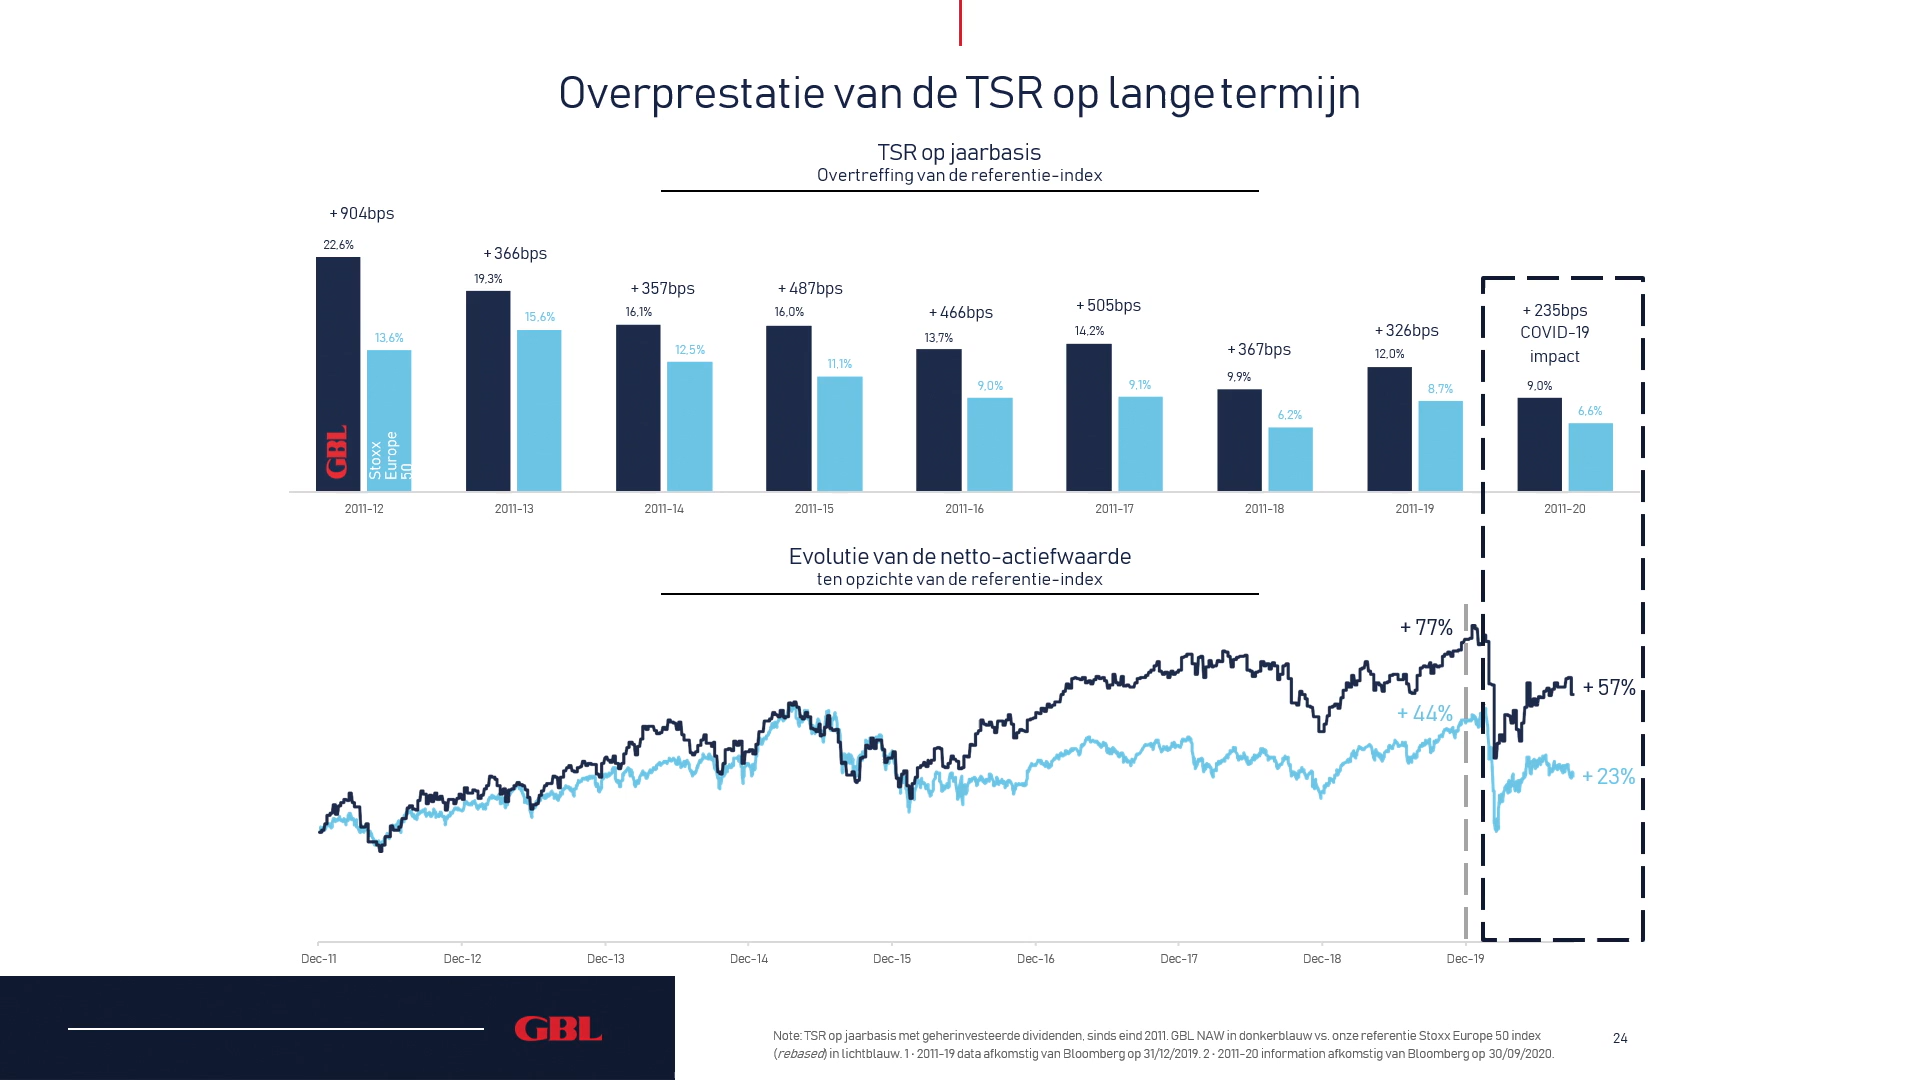 Overprestatie van de TSR op lange termijn
TSR op jaarbasis
Overtreffing van de referentie-index
+ 904bps
+ 366bps
+ 357bps
+ 487bps
+ 466bps
+ 505bps
+ 367bps
+ 326bps
+ 235bps
COVID-19
impact
22,6%
13,6%
19,3%
15,6%
16,1%
12,5%
16,0%
11,1%
13,7%
9,0%
14,2%
9,1%
9,9%
6,2%
12,0%
8,7%
9,0%
6,6%
GBL
Stoxx
Europe
50
2011-12
2011-13
2011-14
2011-15
2011-16
2011-17
2011-18
2011-19
2011-20
Evolutie van de netto-actiefwaarde
ten opzichte van de referentie-index
+ 77%
+ 57%
+ 44%
+ 23%
Dec-11
Dec-12
Dec-13
Dec-14
Dec-15
Dec-16
Dec-17
Dec-18
Dec-19
GBL
Note: TSR op jaarbasis met geherinvesteerde dividenden, sinds eind 2011. GBL NAW in donkerblauw vs. onze referentie Stoxx Europe 50 index
(rebased) in lichtblauw. 1 · 2011-19 data afkomstig van Bloomberg op 31/12/2019. 2 · 2011-20 information afkomstig van Bloomberg op 30/09/2020.
24